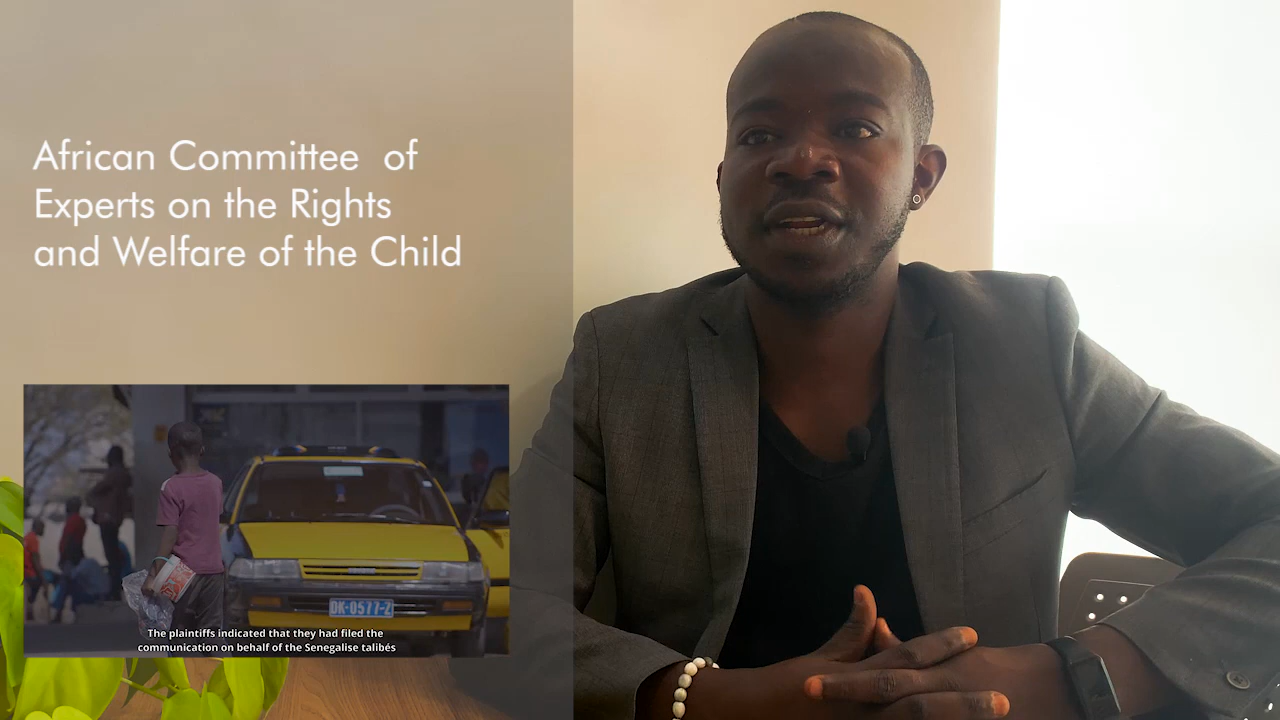 African Committee of
Experts on the Rights
and Welfare of the Child
DK·0577-Z
The plaintiffs indicated that they had filed the
communication on behalf of the Senegalise talibés